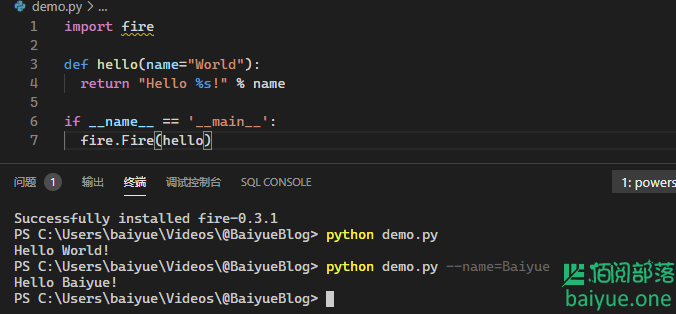 demo.py > ...
1 import fire
2
3 def hello(name="World"):
4 return "Hello %s!" % name
5
6 if __name__ == '__main__':
7 fire.Fire(hello)
问题 1 输出 终端 调试控制台 SQL CONSOLE 1: powers
Successfully installed fire-0.3.1
PS C:\Users\baiyue\Videos\@BaiyueBlog> python demo.py
Hello World!
PS C:\Users\baiyue\Videos\@BaiyueBlog> python demo.py --name=Baiyue
Hello Baiyue!
PS C:\Users\baiyue\Videos\@BaiyueBlog>
佰阅部落
baiyue.one